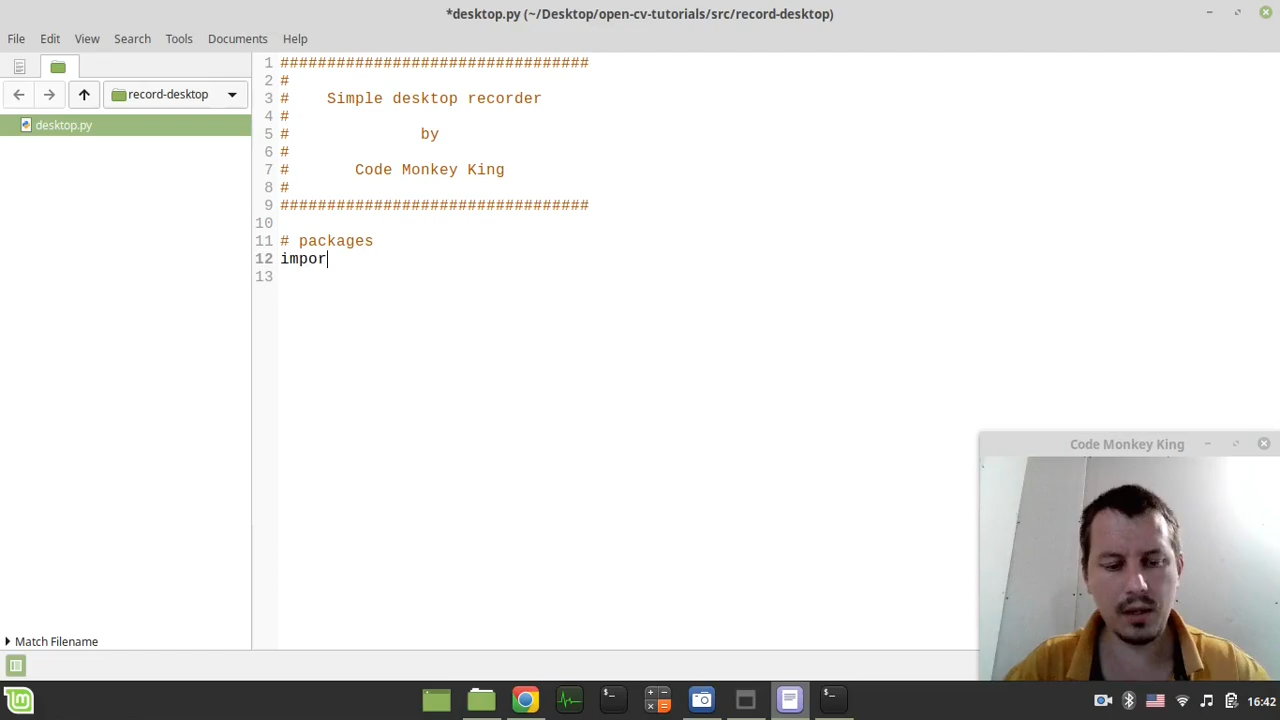 *desktop.py (~/Desktop/open-cv-tutorials/src/record-desktop)
File Edit View Search Tools Documents Help
record-desktop
desktop.py
Match Filename
1 #################################
2 #
3 #    Simple desktop recorder
4 #
5 #              by
6 #
7 #       Code Monkey King
8 #
9 #################################
10
11 # packages
12 impor
13
Code Monkey King
16:42